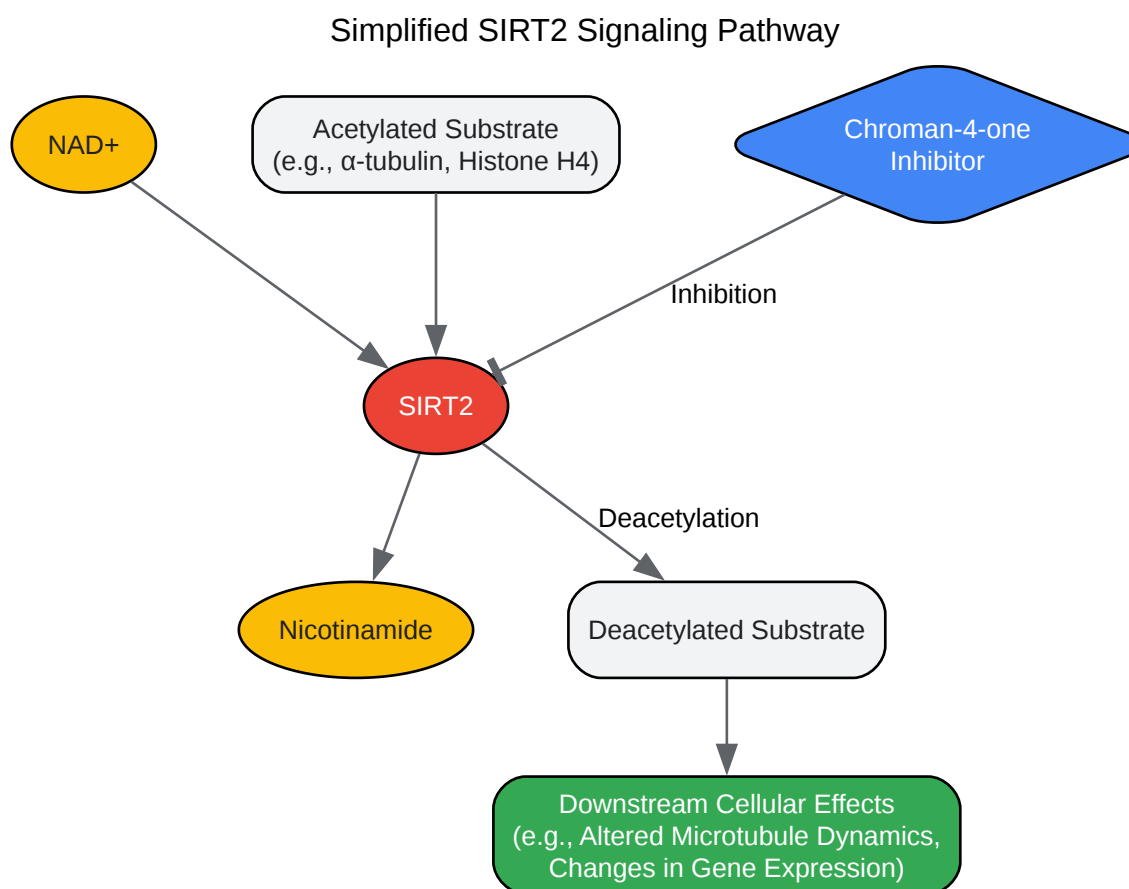 Simplified SIRT2 Signaling Pathway
NAD+
Acetylated Substrate
(e.g., α-tubulin, Histone H4)
Chroman-4-one
Inhibitor
Inhibition
SIRT2
Deacetylation
Nicotinamide
Deacetylated Substrate
Downstream Cellular Effects
(e.g., Altered Microtubule Dynamics,
Changes in Gene Expression)